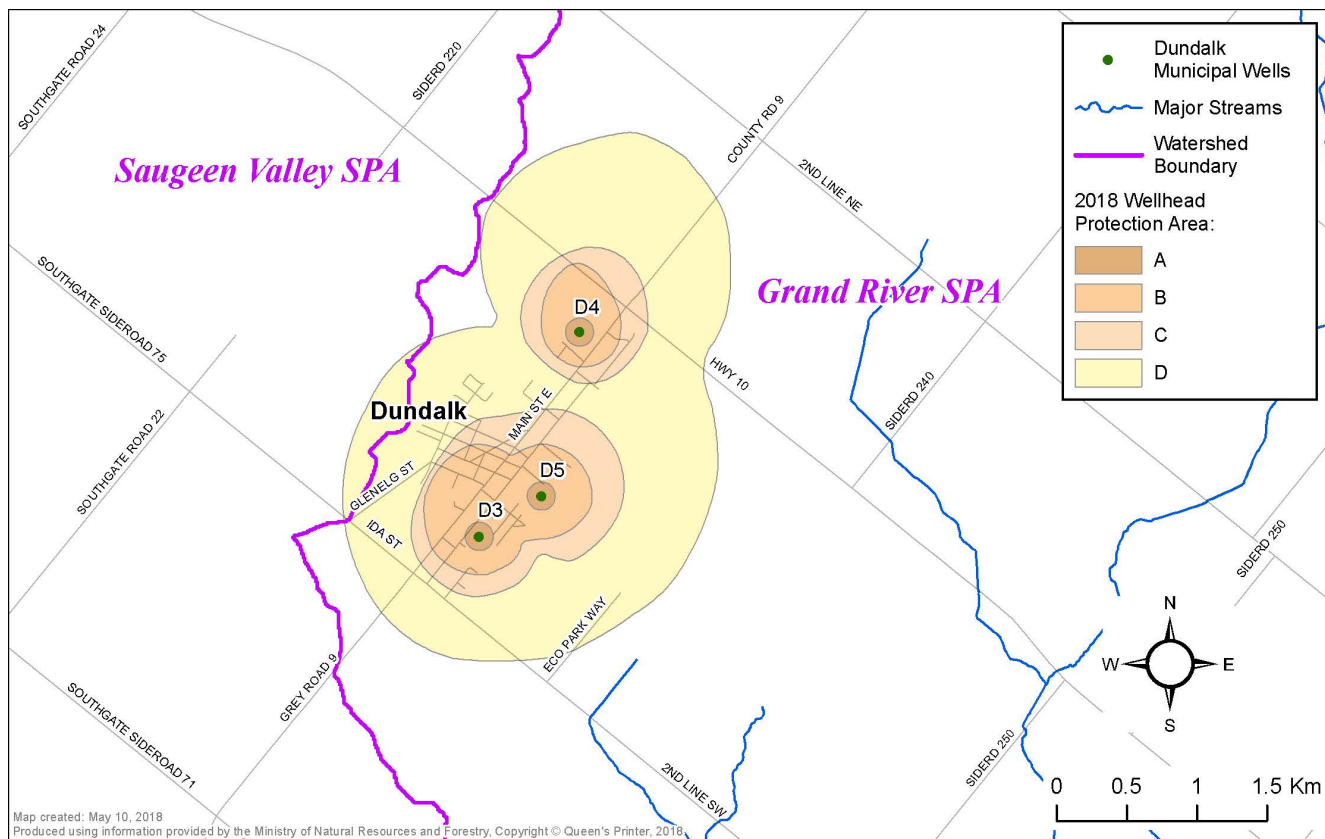 SOUTHGATE ROAD 24
SIDERD 220
COUNTY RD 9
2ND LINE NE
Saugeen Valley SPA
Grand River SPA
SOUTHGATE SIDEROAD 75
SOUTHGATE ROAD 22
D4
HWY 10
SIDERD 240
MAIN ST E
Dundalk
GLENELG ST
D5
D3
IDA ST
SIDERD 250
ECO PARK WAY
GREY ROAD 9
SOUTHGATE SIDEROAD 71
2ND LINE SW
SIDERD 250
Dundalk
Municipal Wells
Major Streams
Watershed
Boundary
2018 Wellhead
Protection Area:
A
B
C
D
N
W
E
S
0 0.5 1 1.5 Km
Map created: May 10, 2018
Produced using information provided by the Ministry of Natural Resources and Forestry, Copyright © Queen's Printer, 2018.